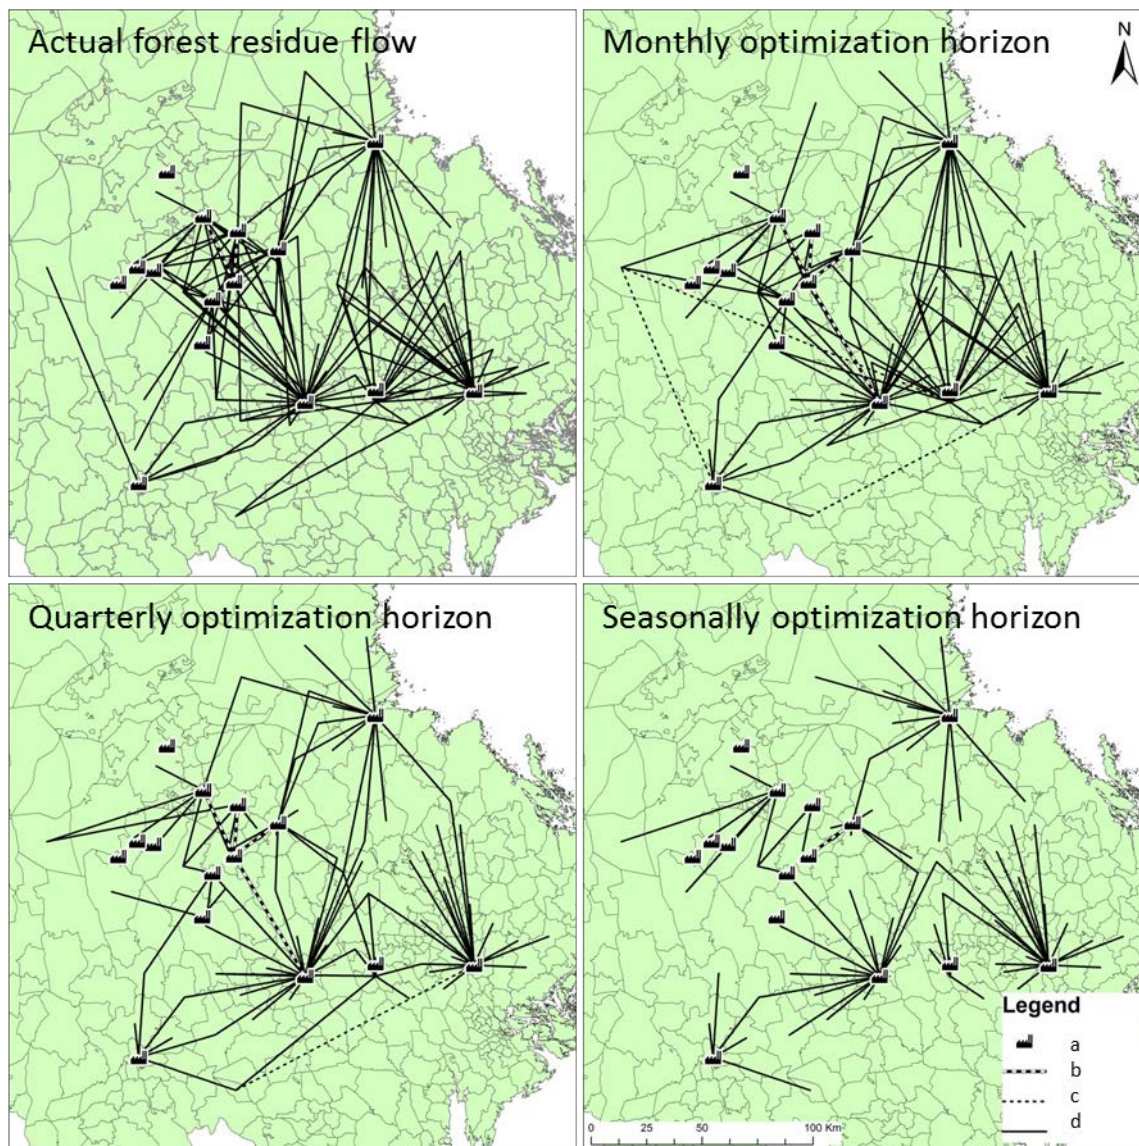 Actual forest residue flow
Monthly optimization horizon
N
Quarterly optimization horizon
Seasonally optimization horizon
Legend
a
b
c
d
0 25 50 100 Km